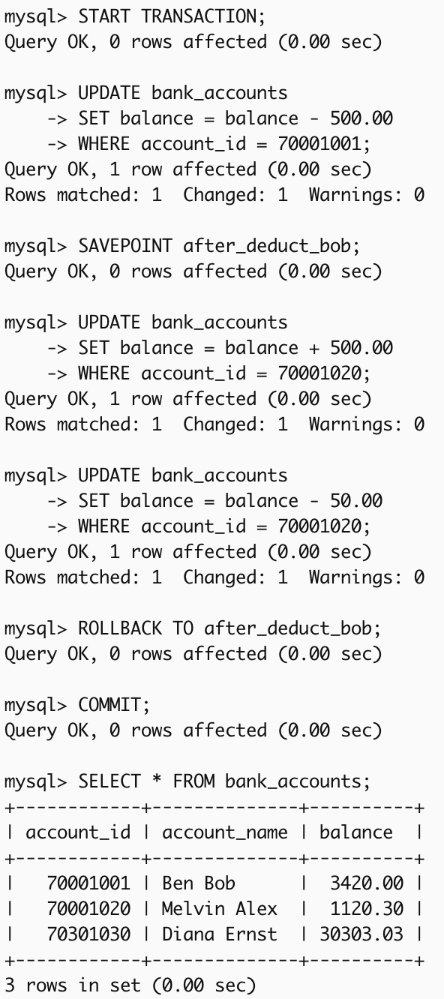 mysql> START TRANSACTION;
Query OK, 0 rows affected (0.00 sec)

mysql> UPDATE bank_accounts
    -> SET balance = balance - 500.00
    -> WHERE account_id = 70001001;
Query OK, 1 row affected (0.00 sec)
Rows matched: 1  Changed: 1  Warnings: 0

mysql> SAVEPOINT after_deduct_bob;
Query OK, 0 rows affected (0.00 sec)

mysql> UPDATE bank_accounts
    -> SET balance = balance + 500.00
    -> WHERE account_id = 70001020;
Query OK, 1 row affected (0.00 sec)
Rows matched: 1  Changed: 1  Warnings: 0

mysql> UPDATE bank_accounts
    -> SET balance = balance - 50.00
    -> WHERE account_id = 70001020;
Query OK, 1 row affected (0.00 sec)
Rows matched: 1  Changed: 1  Warnings: 0

mysql> ROLLBACK TO after_deduct_bob;
Query OK, 0 rows affected (0.00 sec)

mysql> COMMIT;
Query OK, 0 rows affected (0.00 sec)

mysql> SELECT * FROM bank_accounts;
+------------+--------------+----------+
| account_id | account_name | balance  |
+------------+--------------+----------+
|   70001001 | Ben Bob      |  3420.00 |
|   70001020 | Melvin Alex  |  1120.30 |
|   70301030 | Diana Ernst  | 30303.03 |
+------------+--------------+----------+
3 rows in set (0.00 sec)